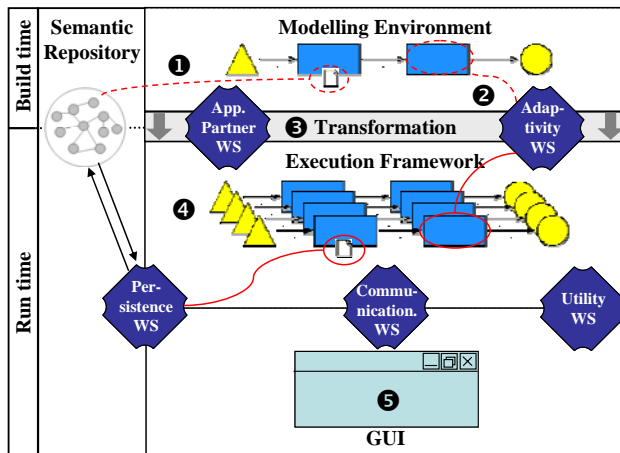 Semantic
Repository
Modelling Environment
Build time
❶
❷
App.
Partner
WS
❸ Transformation
Adap-
tivity
WS
Execution Framework
❹
Run time
Per-
sistence
WS
Commu-
nication.
WS
Utility
WS
❺
GUI